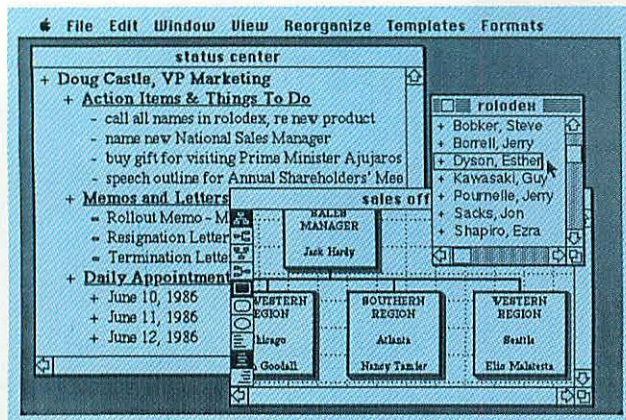 File Edit Window View Reorganize Templates Formats
status center
+ Doug Castle, VP Marketing
+ Action Items & Things To Do
- call all names in rolodex, re new product
- name new National Sales Manager
- buy gift for visiting Prime Minister Ajujaros
- speech outline for Annual Shareholders' Mee
+ Memos and Letters
= Rollout Memo - M
= Resignation Letter
= Termination Lette
+ Daily Appointment
+ June 10, 1986
+ June 11, 1986
+ June 12, 1986
rolodex
+ Bobker, Steve
+ Borrell, Jerry
+ Dyson, Esther
+ Kawasaki, Guy
+ Pournelle, Jerry
+ Sacks, Jon
+ Shapiro, Ezra
sales off
SALES
MANAGER
Jack Hardy
WESTERN
EGION
hicago
Goodall
SOUTHERN
REGION
Atlanta
Nancy Tamler
WESTERN
REGION
Seattle
Elio Malatesta